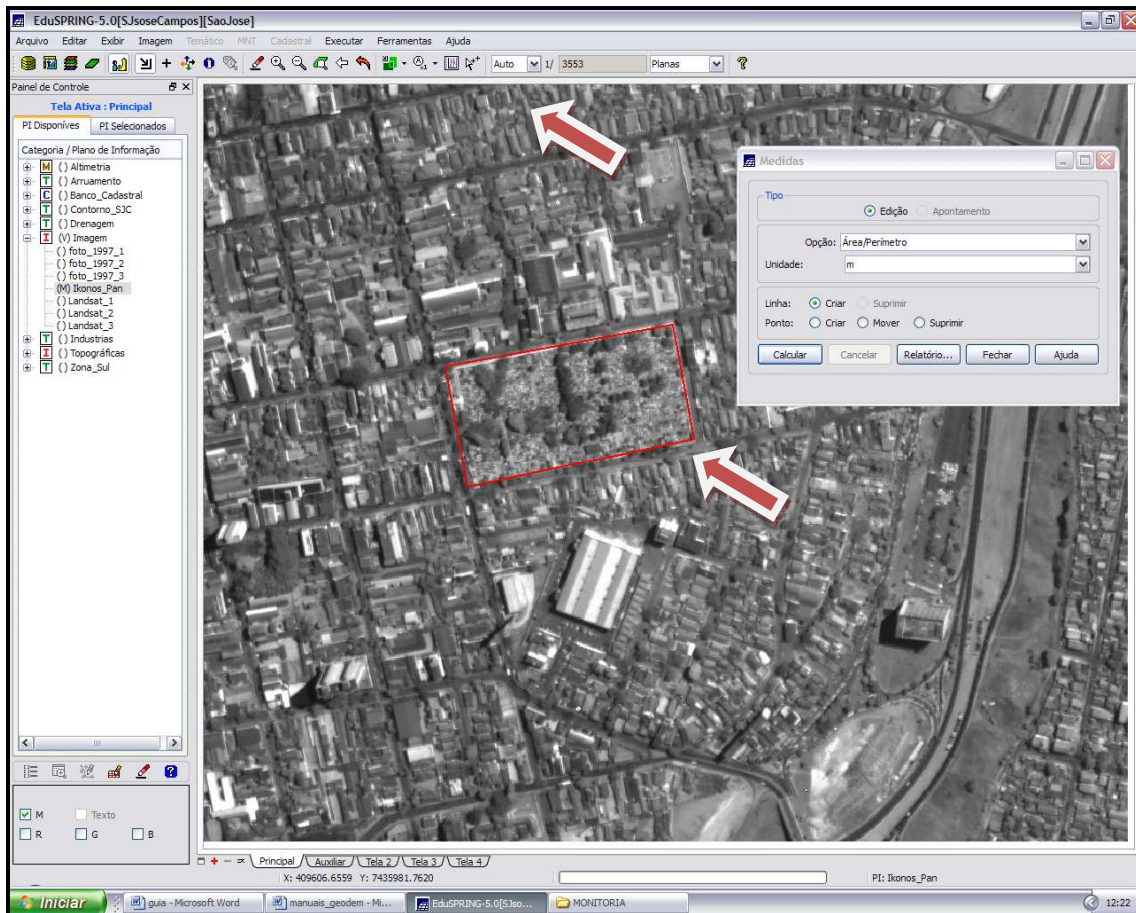 EduSPRING-5.0[SJsoseCampos][SaoJose]
Arquivo Editar Exibir Imagem Temático MNT Cadastral Executar Ferramentas Ajuda
Auto 1/ 3553 Planas
Painel de Controle
Tela Ativa : Principal
PI Disponíves PI Selecionados
Categoria / Plano de Informação
M () Altimetria
T () Arruamento
C () Banco_Cadastral
T () Contorno_SJC
T () Drenagem
I (V) Imagem
() foto_1997_1
() foto_1997_2
() foto_1997_3
(M) Ikonos_Pan
() Landsat_1
() Landsat_2
() Landsat_3
T () Industrias
I () Topográficas
T () Zona_Sul
M Texto
R G B
Medidas
Tipo
Edição Apontamento
Opção: Área/Perímetro
Unidade: m
Linha: Criar Suprimir
Ponto: Criar Mover Suprimir
Calcular Cancelar Relatório... Fechar Ajuda
Principal Auxiliar Tela 2 Tela 3 Tela 4
X: 409606.6559 Y: 7435981.7620 PI: Ikonos_Pan
Iniciar guia - Microsoft Word manuais_geodem - Mi... EduSPRING-5.0[SJso... MONITORIA 12:22